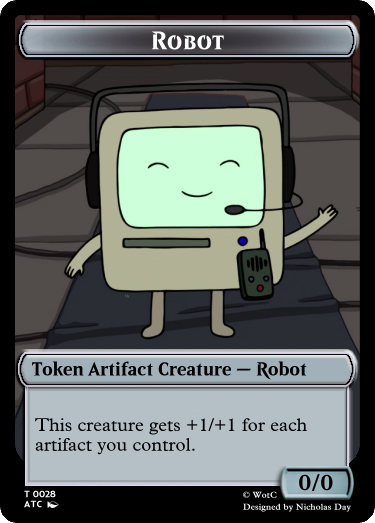 Robot
Token Artifact Creature — Robot
This creature gets +1/+1 for each
artifact you control.
0/0
T 0028
ATC
© WotC
Designed by Nicholas Day